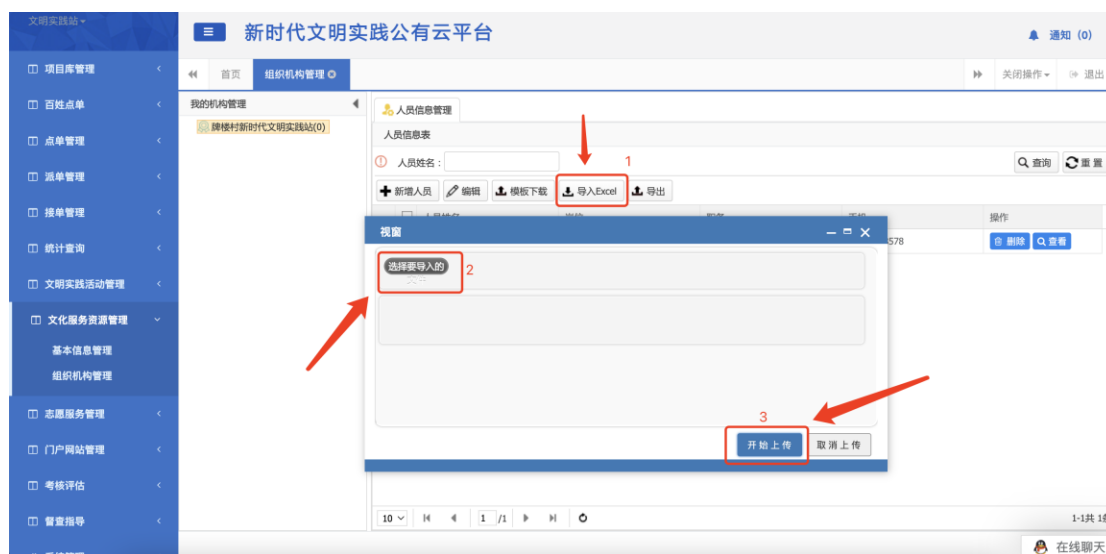 文明实践站
新时代文明实践公有云平台
通知 (0)
项目库管理
首页
组织机构管理
关闭操作
退出
百姓点单
点单管理
派单管理
接单管理
统计查询
文明实践活动管理
文化服务资源管理
基本信息管理
组织机构管理
志愿服务管理
门户网站管理
考核评估
督查指导
我的机构管理
牌楼村新时代文明实践站(0)
人员信息管理
人员信息表
人员姓名：
1
查询
重 置
新增人员
编辑
模板下载
导入Excel
导出
操作
578
删除
查看
视窗
选择要导入的
2
3
开 始 上 传
取 消 上 传
10
1 /1
1-1共 1
在线聊天